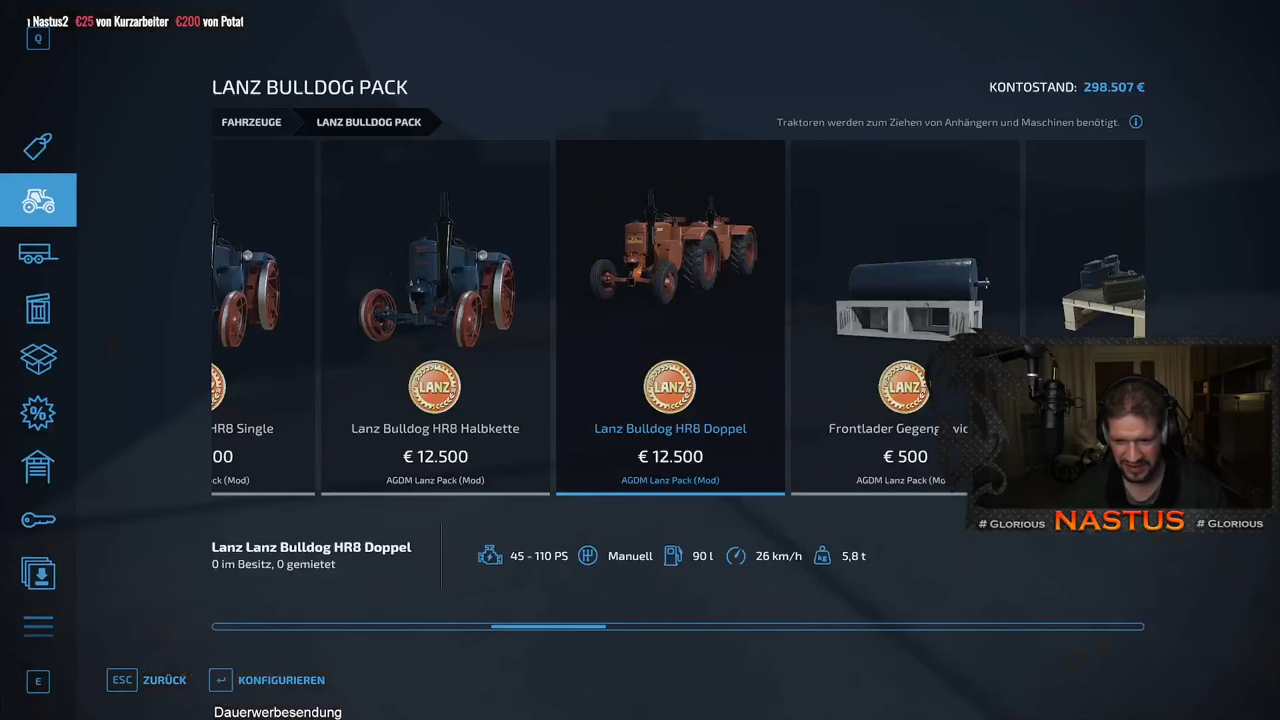 Nastus2 €25 von Kurzarbeiter €200 von Potat
Q
LANZ BULLDOG PACK
KONTOSTAND: 298.507 €
FAHRZEUGE LANZ BULLDOG PACK
Traktoren werden zum Ziehen von Anhängern und Maschinen benötigt.
LANZ LANZ LANZ
HR8 Single Lanz Bulldog HR8 Halbkette Lanz Bulldog HR8 Doppel Frontlader Gegeng vic
00 € 12.500 € 12.500 € 500
ck (Mod) AGDM Lanz Pack (Mod) AGDM Lanz Pack (Mod) AGDM Lanz Pack (Mo
# GLORIOUS NASTUS # GLORIOUS
Lanz Lanz Bulldog HR8 Doppel
0 im Besitz, 0 gemietet
45 - 110 PS Manuell 90 l 26 km/h 5,8 t
E
ESC ZURÜCK KONFIGURIEREN
Dauerwerbesendung